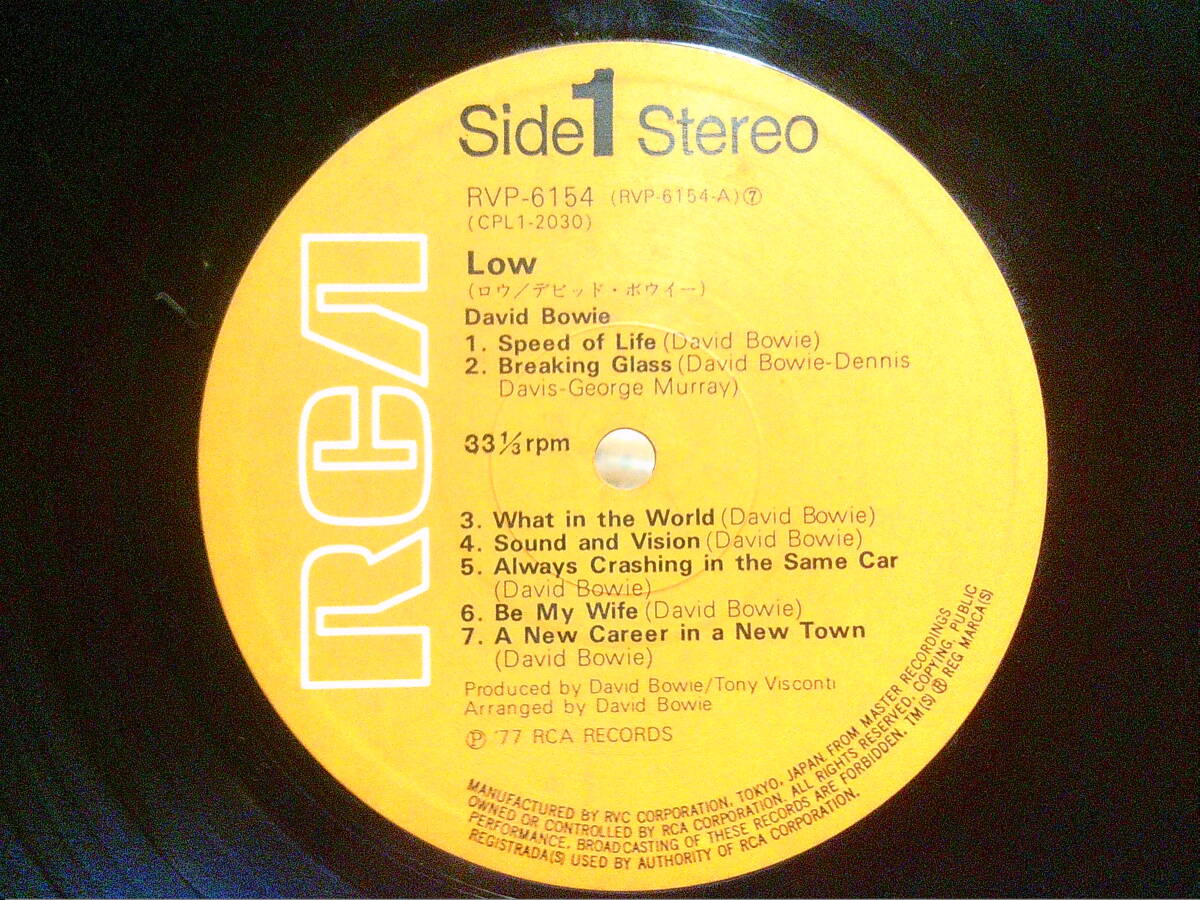 Side 1 Stereo
RVP-6154 (RVP-6154-A)⑦
(CPL1-2030)
Low
(ロウ/デビッド・ボウイー)
David Bowie
1. Speed of Life (David Bowie)
2. Breaking Glass (David Bowie-Dennis
Davis-George Murray)
33⅓rpm
3. What in the World (David Bowie)
4. Sound and Vision (David Bowie)
5. Always Crashing in the Same Car
(David Bowie)
6. Be My Wife (David Bowie)
7. A New Career in a New Town
(David Bowie)
Produced by David Bowie/Tony Visconti
Arranged by David Bowie
℗ '77 RCA RECORDS
MANUFACTURED BY RVC CORPORATION, TOKYO, JAPAN, FROM MASTER RECORDINGS
OWNED OR CONTROLLED BY RCA CORPORATION. ALL RIGHTS RESERVED. COPYING, PUBLIC
PERFORMANCE, BROADCASTING OF THESE RECORDS ARE FORBIDDEN. TM(S) ® REG MARCA(S)
REGISTRADA(S) USED BY AUTHORITY OF RCA CORPORATION.
RCA